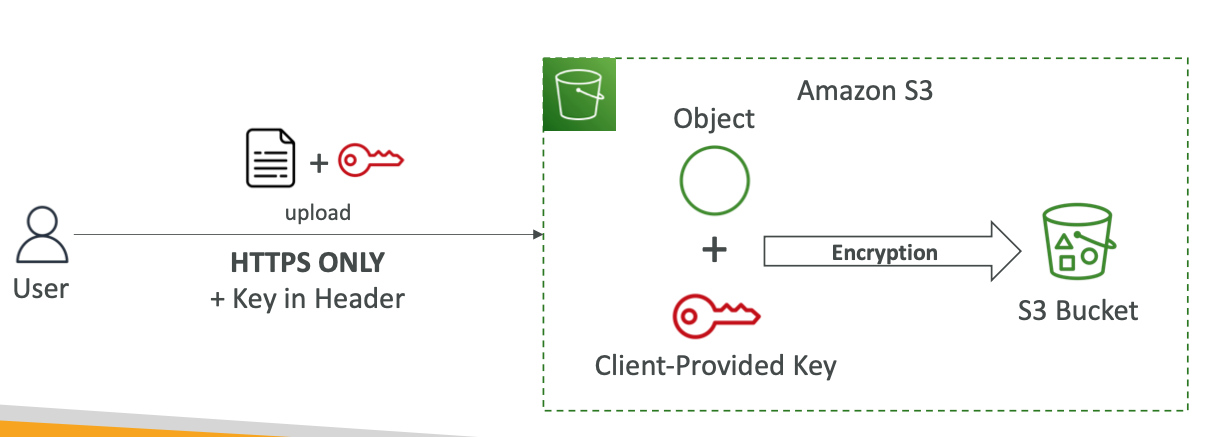 Amazon S3
Object
+
upload
+
HTTPS ONLY
+ Key in Header
User
Encryption
S3 Bucket
Client-Provided Key